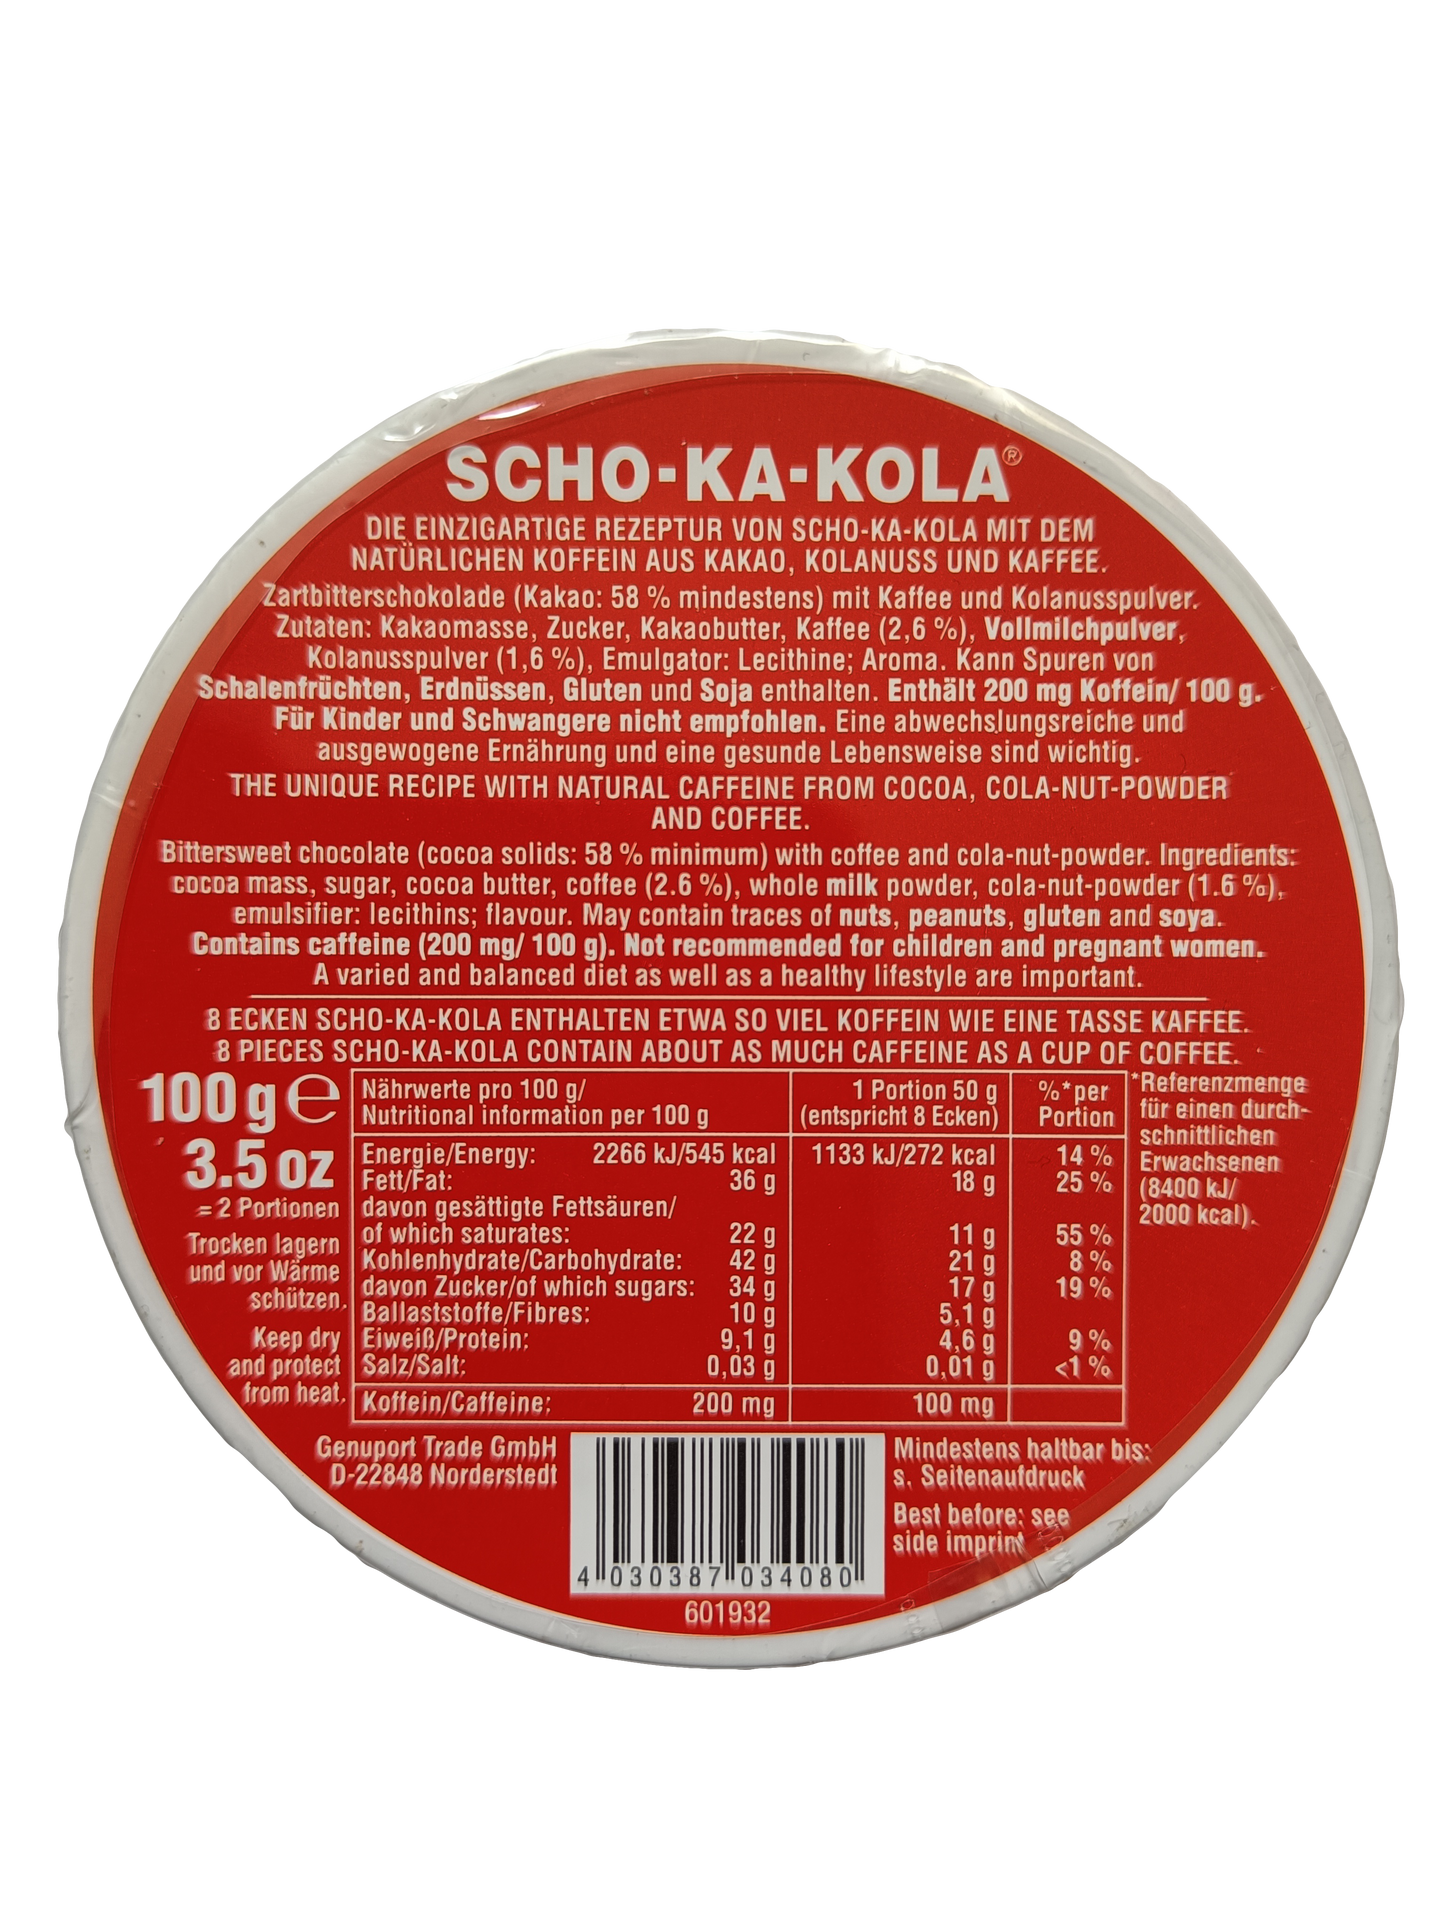 SCHO-KA-KOLA®
DIE EINZIGARTIGE REZEPTUR VON SCHO-KA-KOLA MIT DEM
NATÜRLICHEN KOFFEIN AUS KAKAO, KOLANUSS UND KAFFEE.
Zartbitterschokolade (Kakao: 58 % mindestens) mit Kaffee und Kolanusspulver.
Zutaten: Kakaomasse, Zucker, Kakaobutter, Kaffee (2,6 %), Vollmilchpulver,
Kolanusspulver (1,6 %), Emulgator: Lecithine; Aroma. Kann Spuren von
Schalenfrüchten, Erdnüssen, Gluten und Soja enthalten. Enthält 200 mg Koffein/ 100 g.
Für Kinder und Schwangere nicht empfohlen. Eine abwechslungsreiche und
ausgewogene Ernährung und eine gesunde Lebensweise sind wichtig.
THE UNIQUE RECIPE WITH NATURAL CAFFEINE FROM COCOA, COLA-NUT-POWDER
AND COFFEE.
Bittersweet chocolate (cocoa solids: 58 % minimum) with coffee and cola-nut-powder. Ingredients:
cocoa mass, sugar, cocoa butter, coffee (2.6 %), whole milk powder, cola-nut-powder (1.6 %),
emulsifier: lecithins; flavour. May contain traces of nuts, peanuts, gluten and soya.
Contains caffeine (200 mg/ 100 g). Not recommended for children and pregnant women.
A varied and balanced diet as well as a healthy lifestyle are important.
8 ECKEN SCHO-KA-KOLA ENTHALTEN ETWA SO VIEL KOFFEIN WIE EINE TASSE KAFFEE.
8 PIECES SCHO-KA-KOLA CONTAIN ABOUT AS MUCH CAFFEINE AS A CUP OF COFFEE.
100 g ℮
3.5 oz
= 2 Portionen
Trocken lagern
und vor Wärme
schützen.
Keep dry
and protect
from heat.
Nährwerte pro 100 g/ 1 Portion 50 g %* per
Nutritional information per 100 g (entspricht 8 Ecken) Portion
Energie/Energy: 2266 kJ/545 kcal 1133 kJ/272 kcal 14 %
Fett/Fat: 36 g 18 g 25 %
davon gesättigte Fettsäuren/
of which saturates: 22 g 11 g 55 %
Kohlenhydrate/Carbohydrate: 42 g 21 g 8 %
davon Zucker/of which sugars: 34 g 17 g 19 %
Ballaststoffe/Fibres: 10 g 5,1 g
Eiweiß/Protein: 9,1 g 4,6 g 9 %
Salz/Salt: 0,03 g 0,01 g <1 %
Koffein/Caffeine: 200 mg 100 mg
*Referenzmenge
für einen durch-
schnittlichen
Erwachsenen
(8400 kJ/
2000 kcal).
Genuport Trade GmbH
D-22848 Norderstedt
4 030387 034080
601932
Mindestens haltbar bis:
s. Seitenaufdruck
Best before: see
side imprint